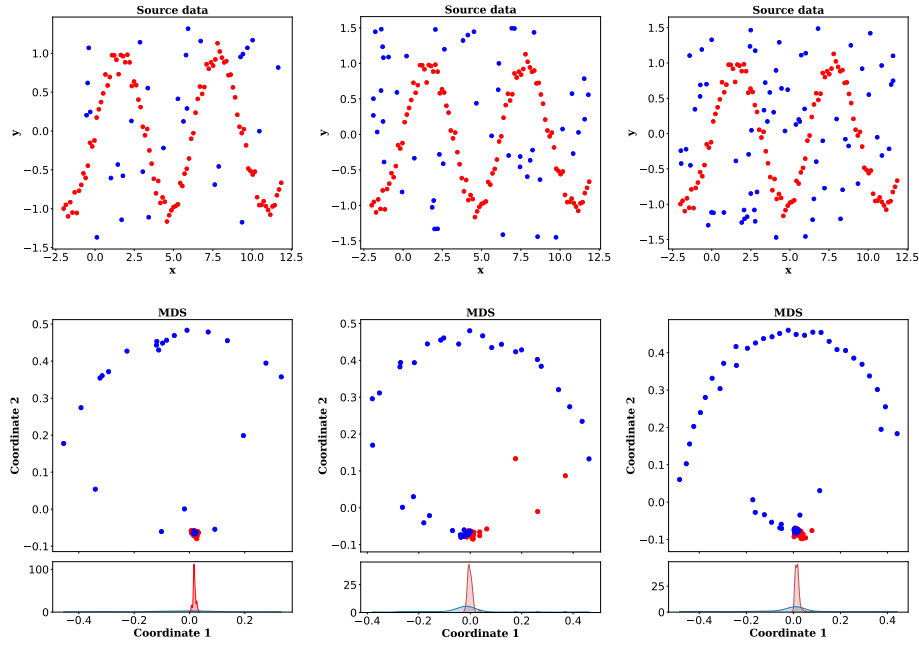 Source data Source data Source data
1.0 0.5 0.0 −0.5 −1.0 −1.5
y
−2.5 0.0 2.5 5.0 7.5 10.0 12.5
x
1.5 1.0 0.5 0.0 −0.5 −1.0 −1.5
y
−2.5 0.0 2.5 5.0 7.5 10.0 12.5
x
1.5 1.0 0.5 0.0 −0.5 −1.0 −1.5
y
−2.5 0.0 2.5 5.0 7.5 10.0 12.5
x
MDS MDS MDS
0.5 0.4 0.3 0.2 0.1 0.0 −0.1
Coordinate 2
0.5 0.4 0.3 0.2 0.1 0.0 −0.1
Coordinate 2
0.4 0.3 0.2 0.1 0.0 −0.1
Coordinate 2
100 0
−0.4 −0.2 0.0 0.2
Coordinate 1
25 0
−0.4 −0.2 0.0 0.2 0.4
Coordinate 1
25 0
−0.4 −0.2 0.0 0.2 0.4
Coordinate 1